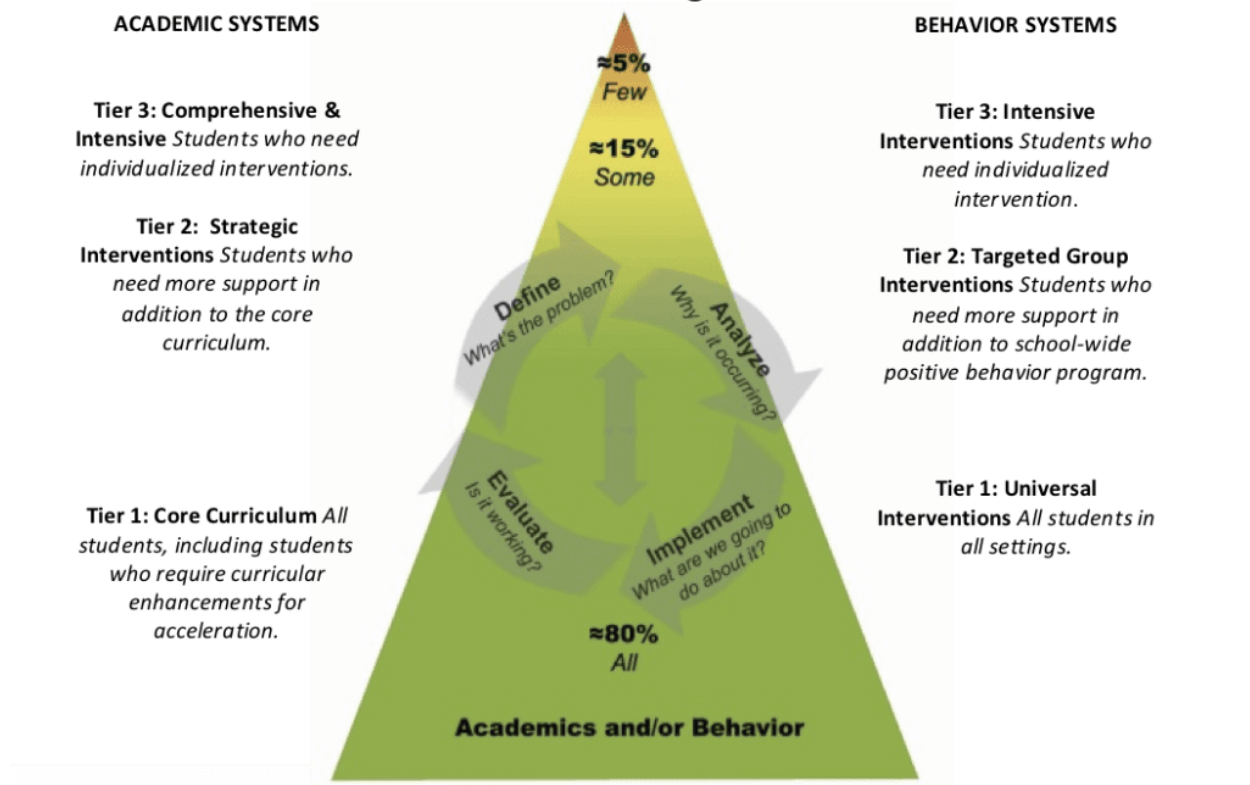 ACADEMIC SYSTEMS
Tier 3: Comprehensive &
Intensive Students who need
individualized interventions.
Tier 2: Strategic
Interventions Students who
need more support in
addition to the core
curriculum.
Tier 1: Core Curriculum All
students, including students
who require curricular
enhancements for
acceleration.
≈5%
Few
≈15%
Some
Define
What's the problem?
Analyze
Why is it occurring?
Implement
What are we going to
do about it?
Evaluate
Is it working?
≈80%
All
Academics and/or Behavior
BEHAVIOR SYSTEMS
Tier 3: Intensive
Interventions Students who
need individualized
intervention.
Tier 2: Targeted Group
Interventions Students who
need more support in
addition to school-wide
positive behavior program.
Tier 1: Universal
Interventions All students in
all settings.